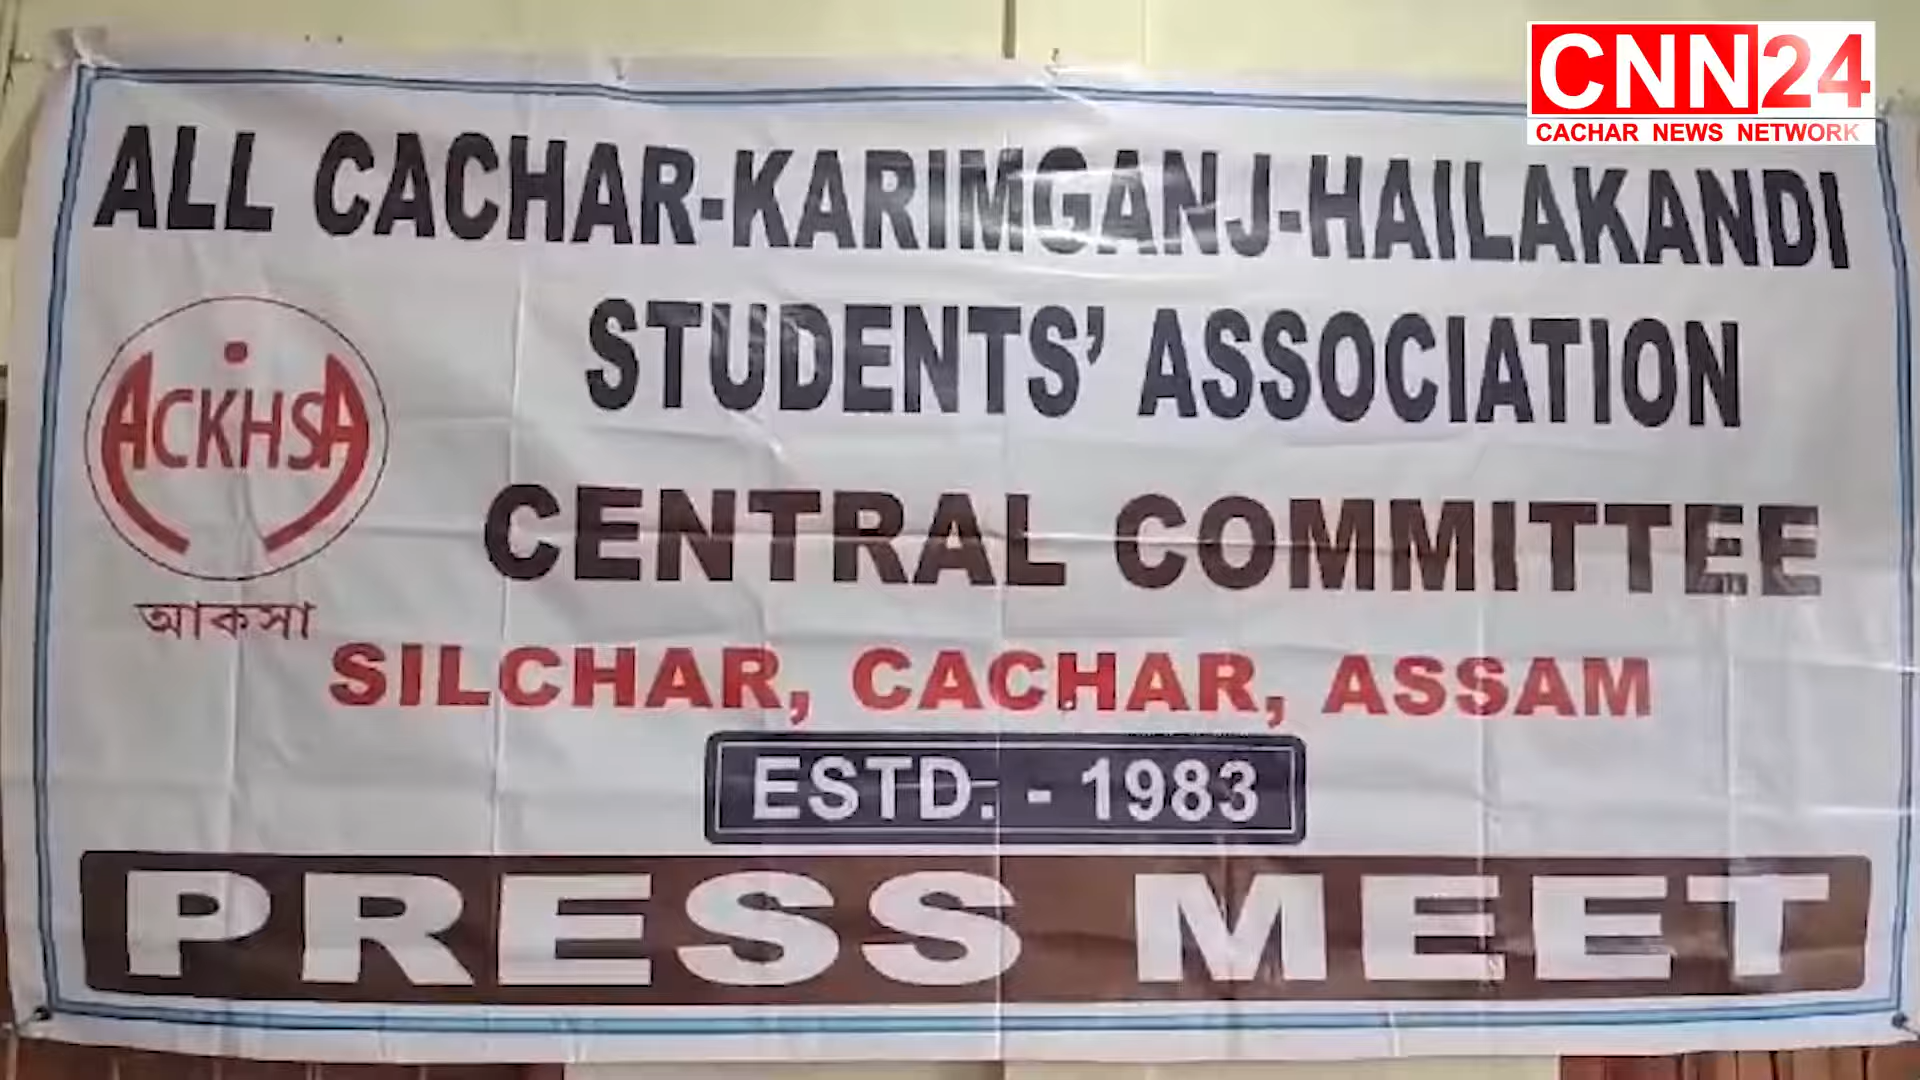 CNN24
CACHAR NEWS NETWORK
ALL CACHAR-KARIMGANJ-HAILAKANDI
STUDENTS' ASSOCIATION
ACKHSA
আকসা
CENTRAL COMMITTEE
SILCHAR, CACHAR, ASSAM
ESTD. - 1983
PRESS MEET